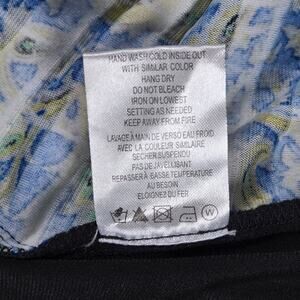 HAND WASH COLD INSIDE OUT
WITH SIMILAR COLOR
HANG DRY
DO NOT BLEACH
IRON ON LOWEST
SETTING AS NEEDED
KEEP AWAY FROM FIRE
LAVAGE À MAIN DE VERSO EAU FROID
AVEC LA COULEUR SIMILAIRE
SECHER SUSPENDU
PAS DE JAVELLISANT
REPASSER À BASSE TEMPERATURE
AU BESOIN
ELOIGNEZ DU FER
W